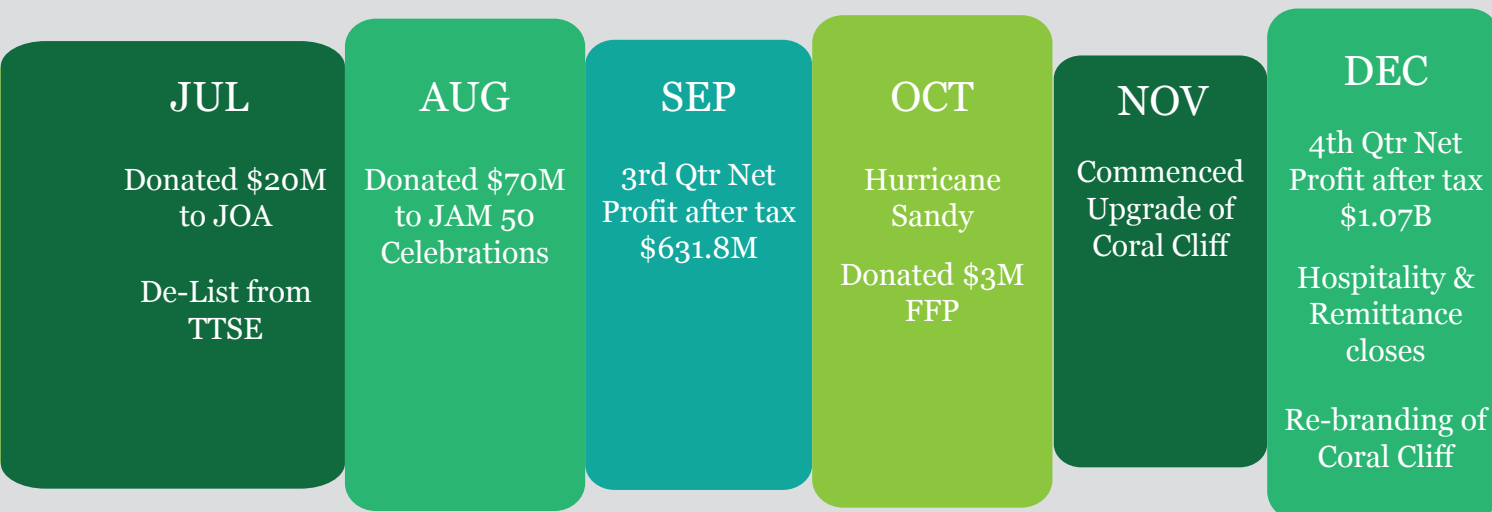 JUL
Donated $20M
to JOA
De-List from
TTSE
AUG
Donated $70M
to JAM 50
Celebrations
SEP
3rd Qtr Net
Profit after tax
$631.8M
OCT
Hurricane
Sandy
Donated $3M
FFP
NOV
Commenced
Upgrade of
Coral Cliff
DEC
4th Qtr Net
Profit after tax
$1.07B
Hospitality &
Remittance
closes
Re-branding of
Coral Cliff